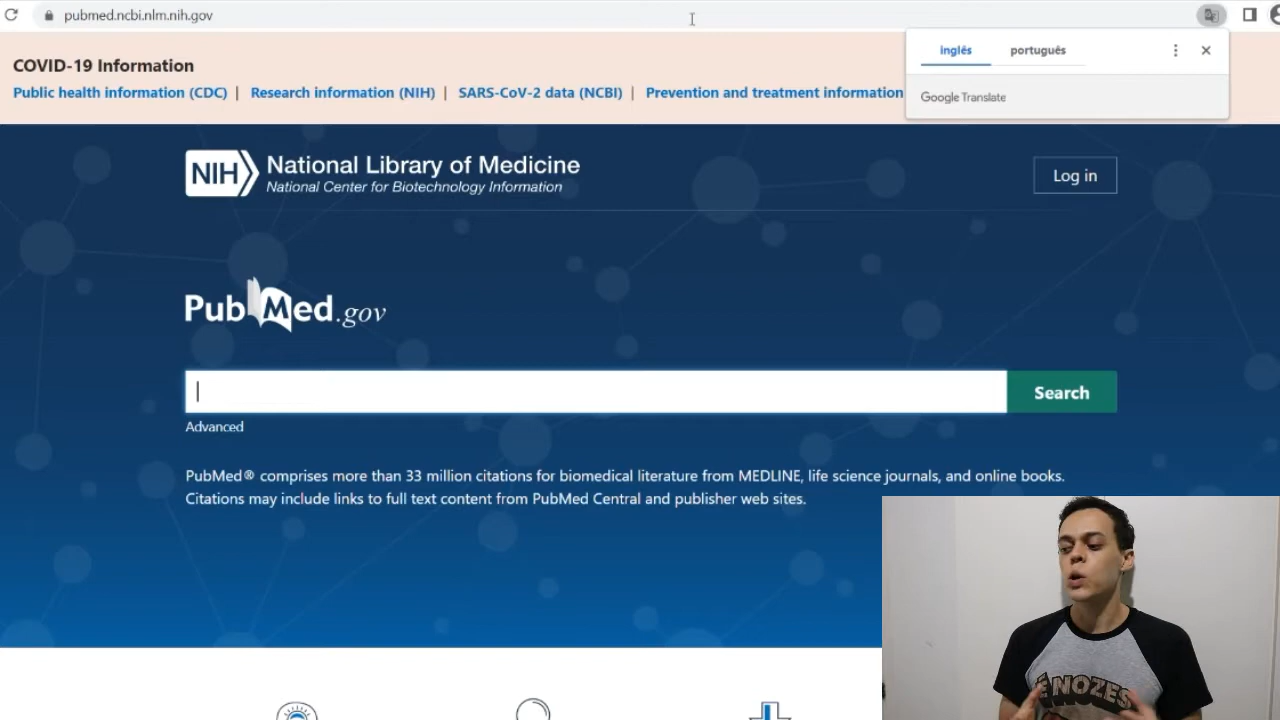 pubmed.ncbi.nlm.nih.gov
inglês português
Google Translate
COVID-19 Information
Public health information (CDC) | Research information (NIH) | SARS-CoV-2 data (NCBI) | Prevention and treatment information
NIH National Library of Medicine
National Center for Biotechnology Information
Log in
PubMed.gov
Search
Advanced
PubMed® comprises more than 33 million citations for biomedical literature from MEDLINE, life science journals, and online books.
Citations may include links to full text content from PubMed Central and publisher web sites.
É NOZES